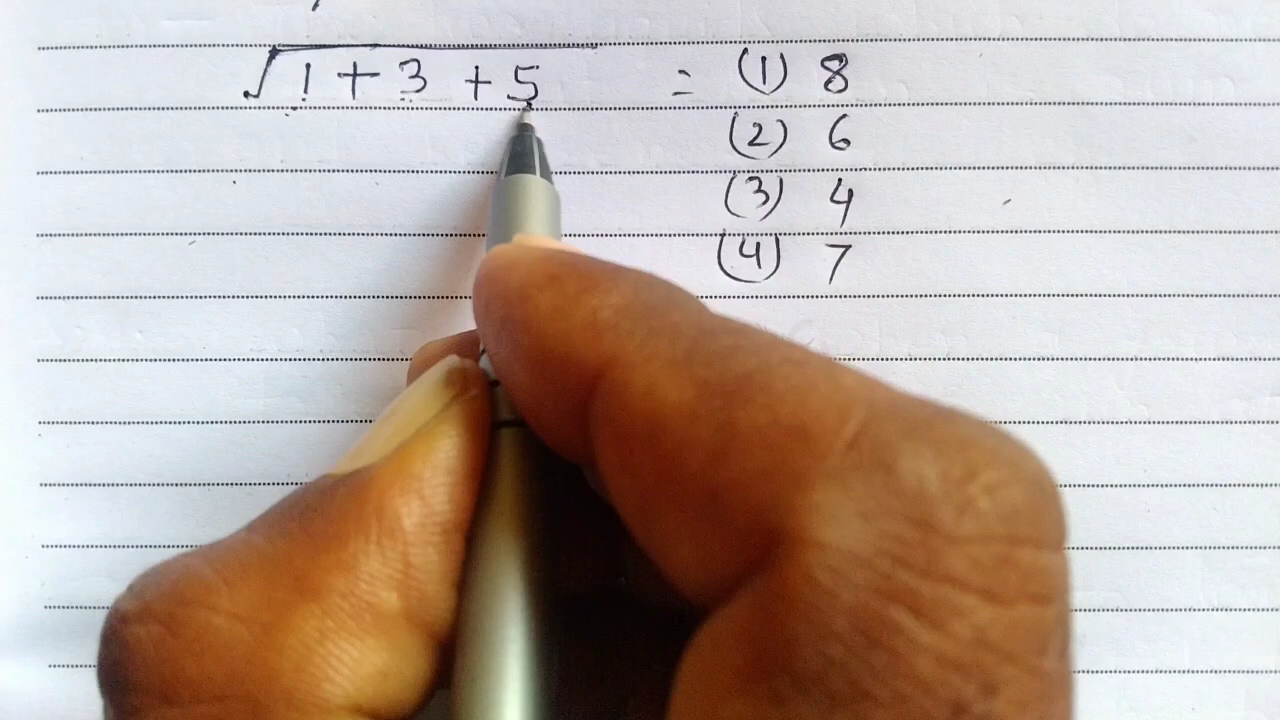 √1 + 3 + 5 = (1) 8
(2) 6
(3) 4
(4) 7